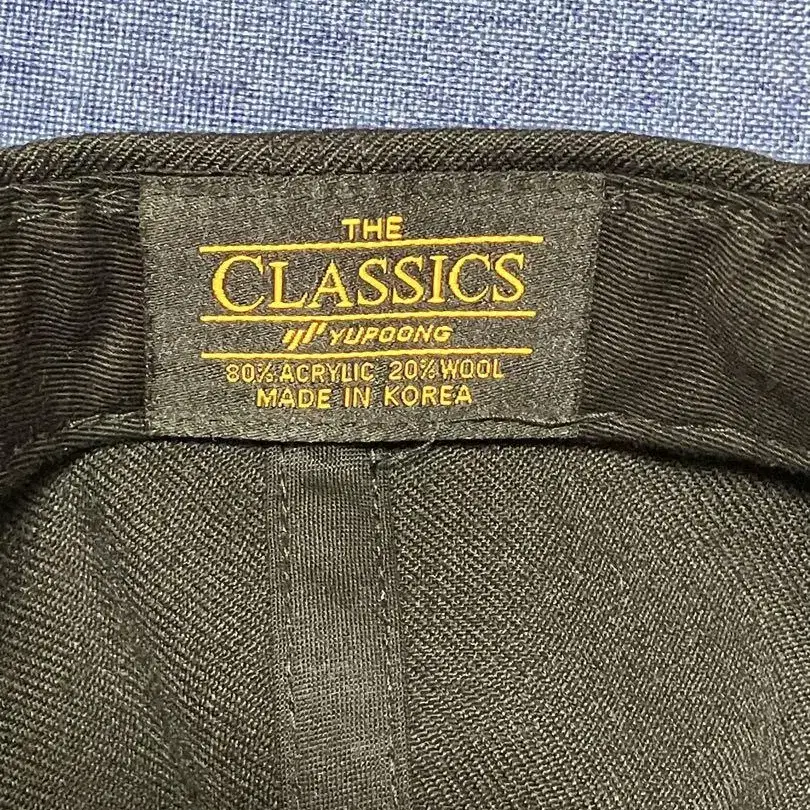 THE
CLASSICS
YUPOONG
80% ACRYLIC 20% WOOL
MADE IN KOREA